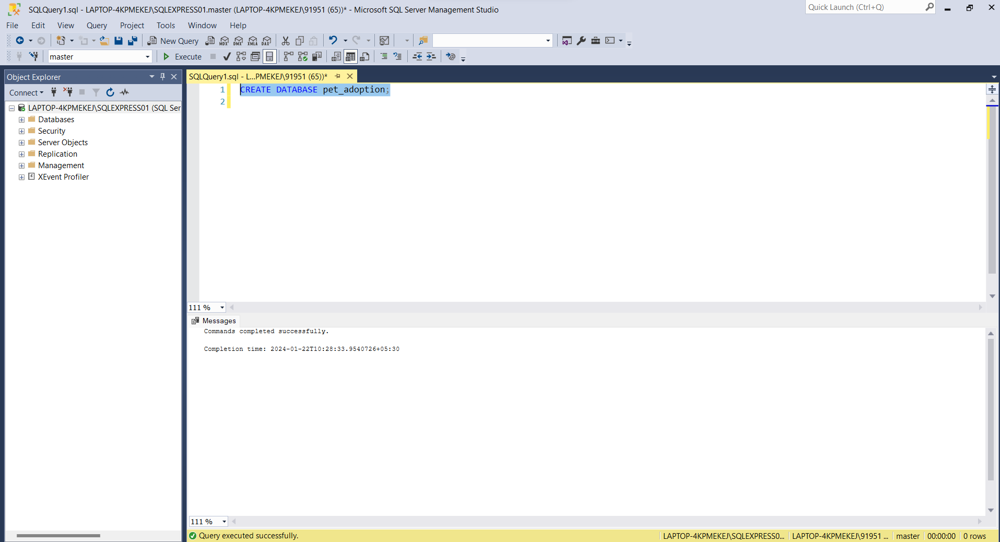 SQLQuery1.sql - LAPTOP-4KPMEKEJ\SQLEXPRESS01.master (LAPTOP-4KPMEKEJ\91951 (65))* - Microsoft SQL Server Management Studio
Quick Launch (Ctrl+Q)
File Edit View Query Project Tools Window Help
New Query MDX DMX XMLA DAX
master Execute
Object Explorer
Connect
LAPTOP-4KPMEKEJ\SQLEXPRESS01 (SQL Ser
Databases
Security
Server Objects
Replication
Management
XEvent Profiler
SQLQuery1.sql - L...PMEKEJ\91951 (65))*
1 CREATE DATABASE pet_adoption;
2
111 %
Messages
Commands completed successfully.
Completion time: 2024-01-22T10:28:33.9540726+05:30
111 %
Query executed successfully. LAPTOP-4KPMEKEJ\SQLEXPRESS0... LAPTOP-4KPMEKEJ\91951 ... master 00:00:00 0 rows